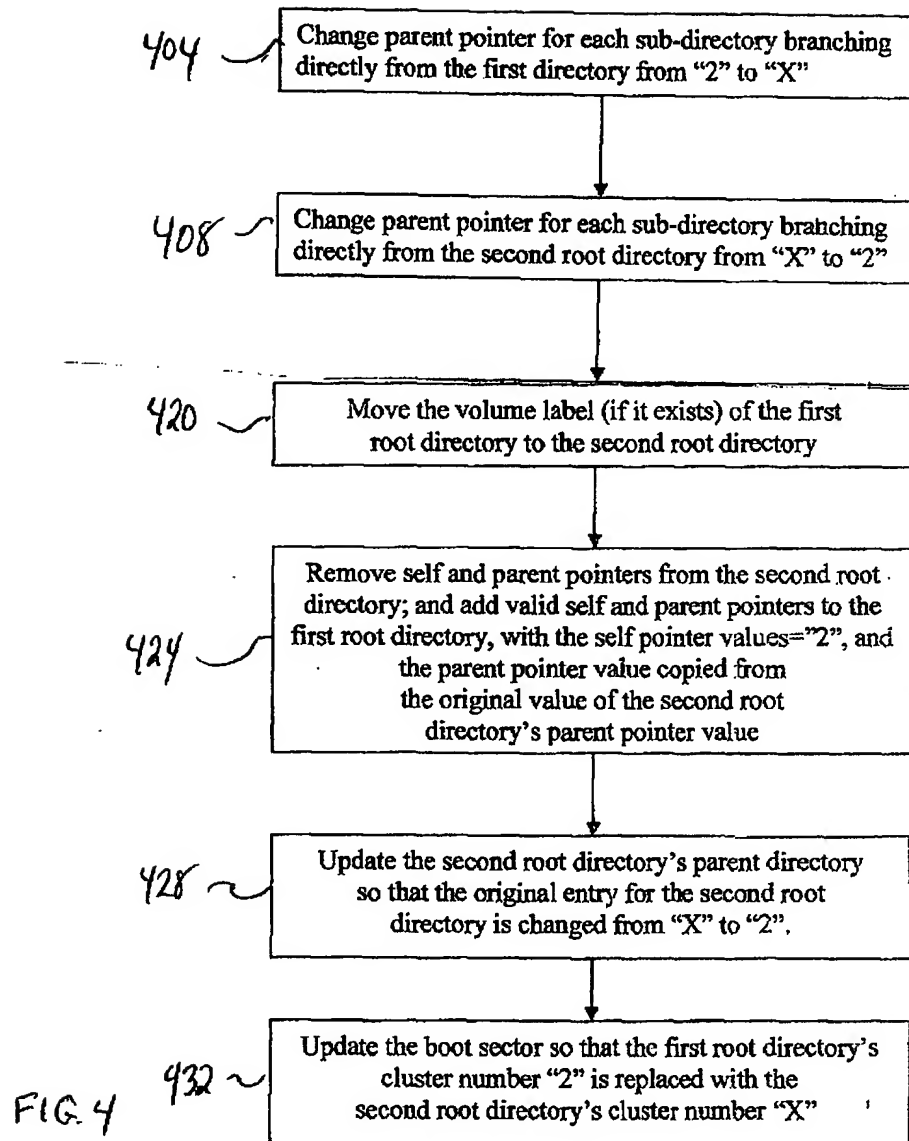 404
Change parent pointer for each sub-directory branching
directly from the first directory from “2” to “X”
408
Change parent pointer for each sub-directory branching
directly from the second root directory from “X” to “2”
420
Move the volume label (if it exists) of the first
root directory to the second root directory
424
Remove self and parent pointers from the second root
directory; and add valid self and parent pointers to the
first root directory, with the self pointer values=”2”, and
the parent pointer value copied from
the original value of the second root
directory’s parent pointer value
428
Update the second root directory’s parent directory
so that the original entry for the second root
directory is changed from “X” to “2”.
432
Update the boot sector so that the first root directory’s
cluster number “2” is replaced with the
second root directory’s cluster number “X”
FIG. 4